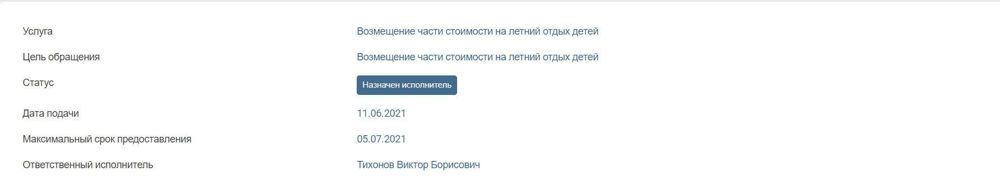 Услуга Возмещение части стоимости на летний отдых детей
Цель обращения Возмещение части стоимости на летний отдых детей
Статус Назначен исполнитель
Дата подачи 11.06.2021
Максимальный срок предоставления 05.07.2021
Ответственный исполнитель Тихонов Виктор Борисович